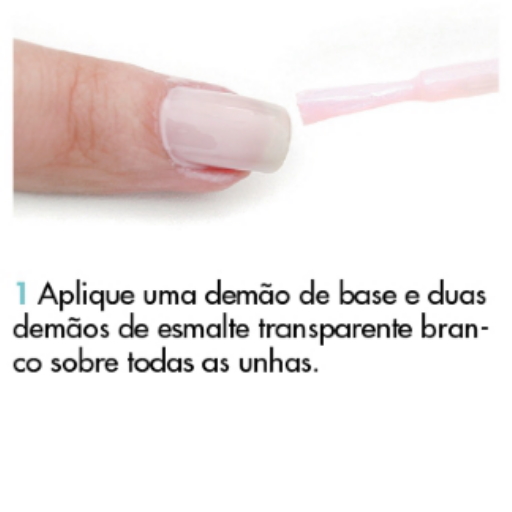 1 Aplique uma demão de base e duas
demãos de esmalte transparente bran-
co sobre todas as unhas.